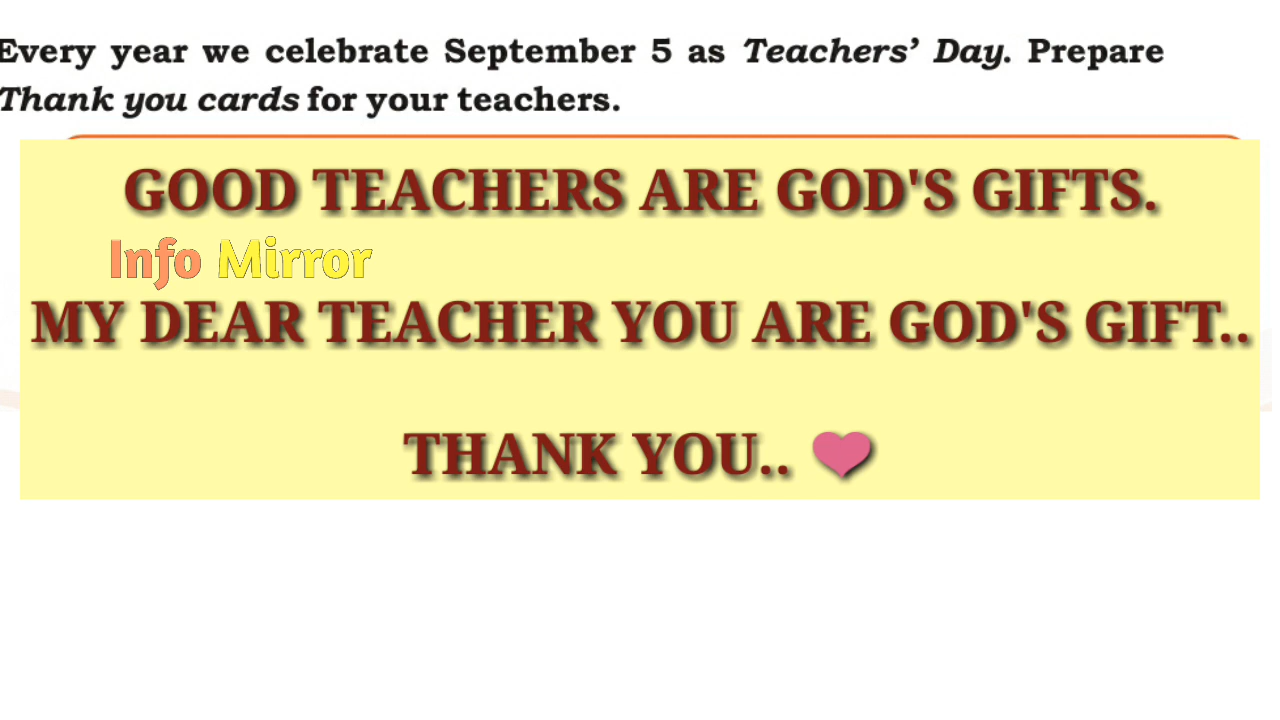 Every year we celebrate September 5 as Teachers’ Day. Prepare
Thank you cards for your teachers.
GOOD TEACHERS ARE GOD'S GIFTS.
Info Mirror
MY DEAR TEACHER YOU ARE GOD'S GIFT..
THANK YOU..